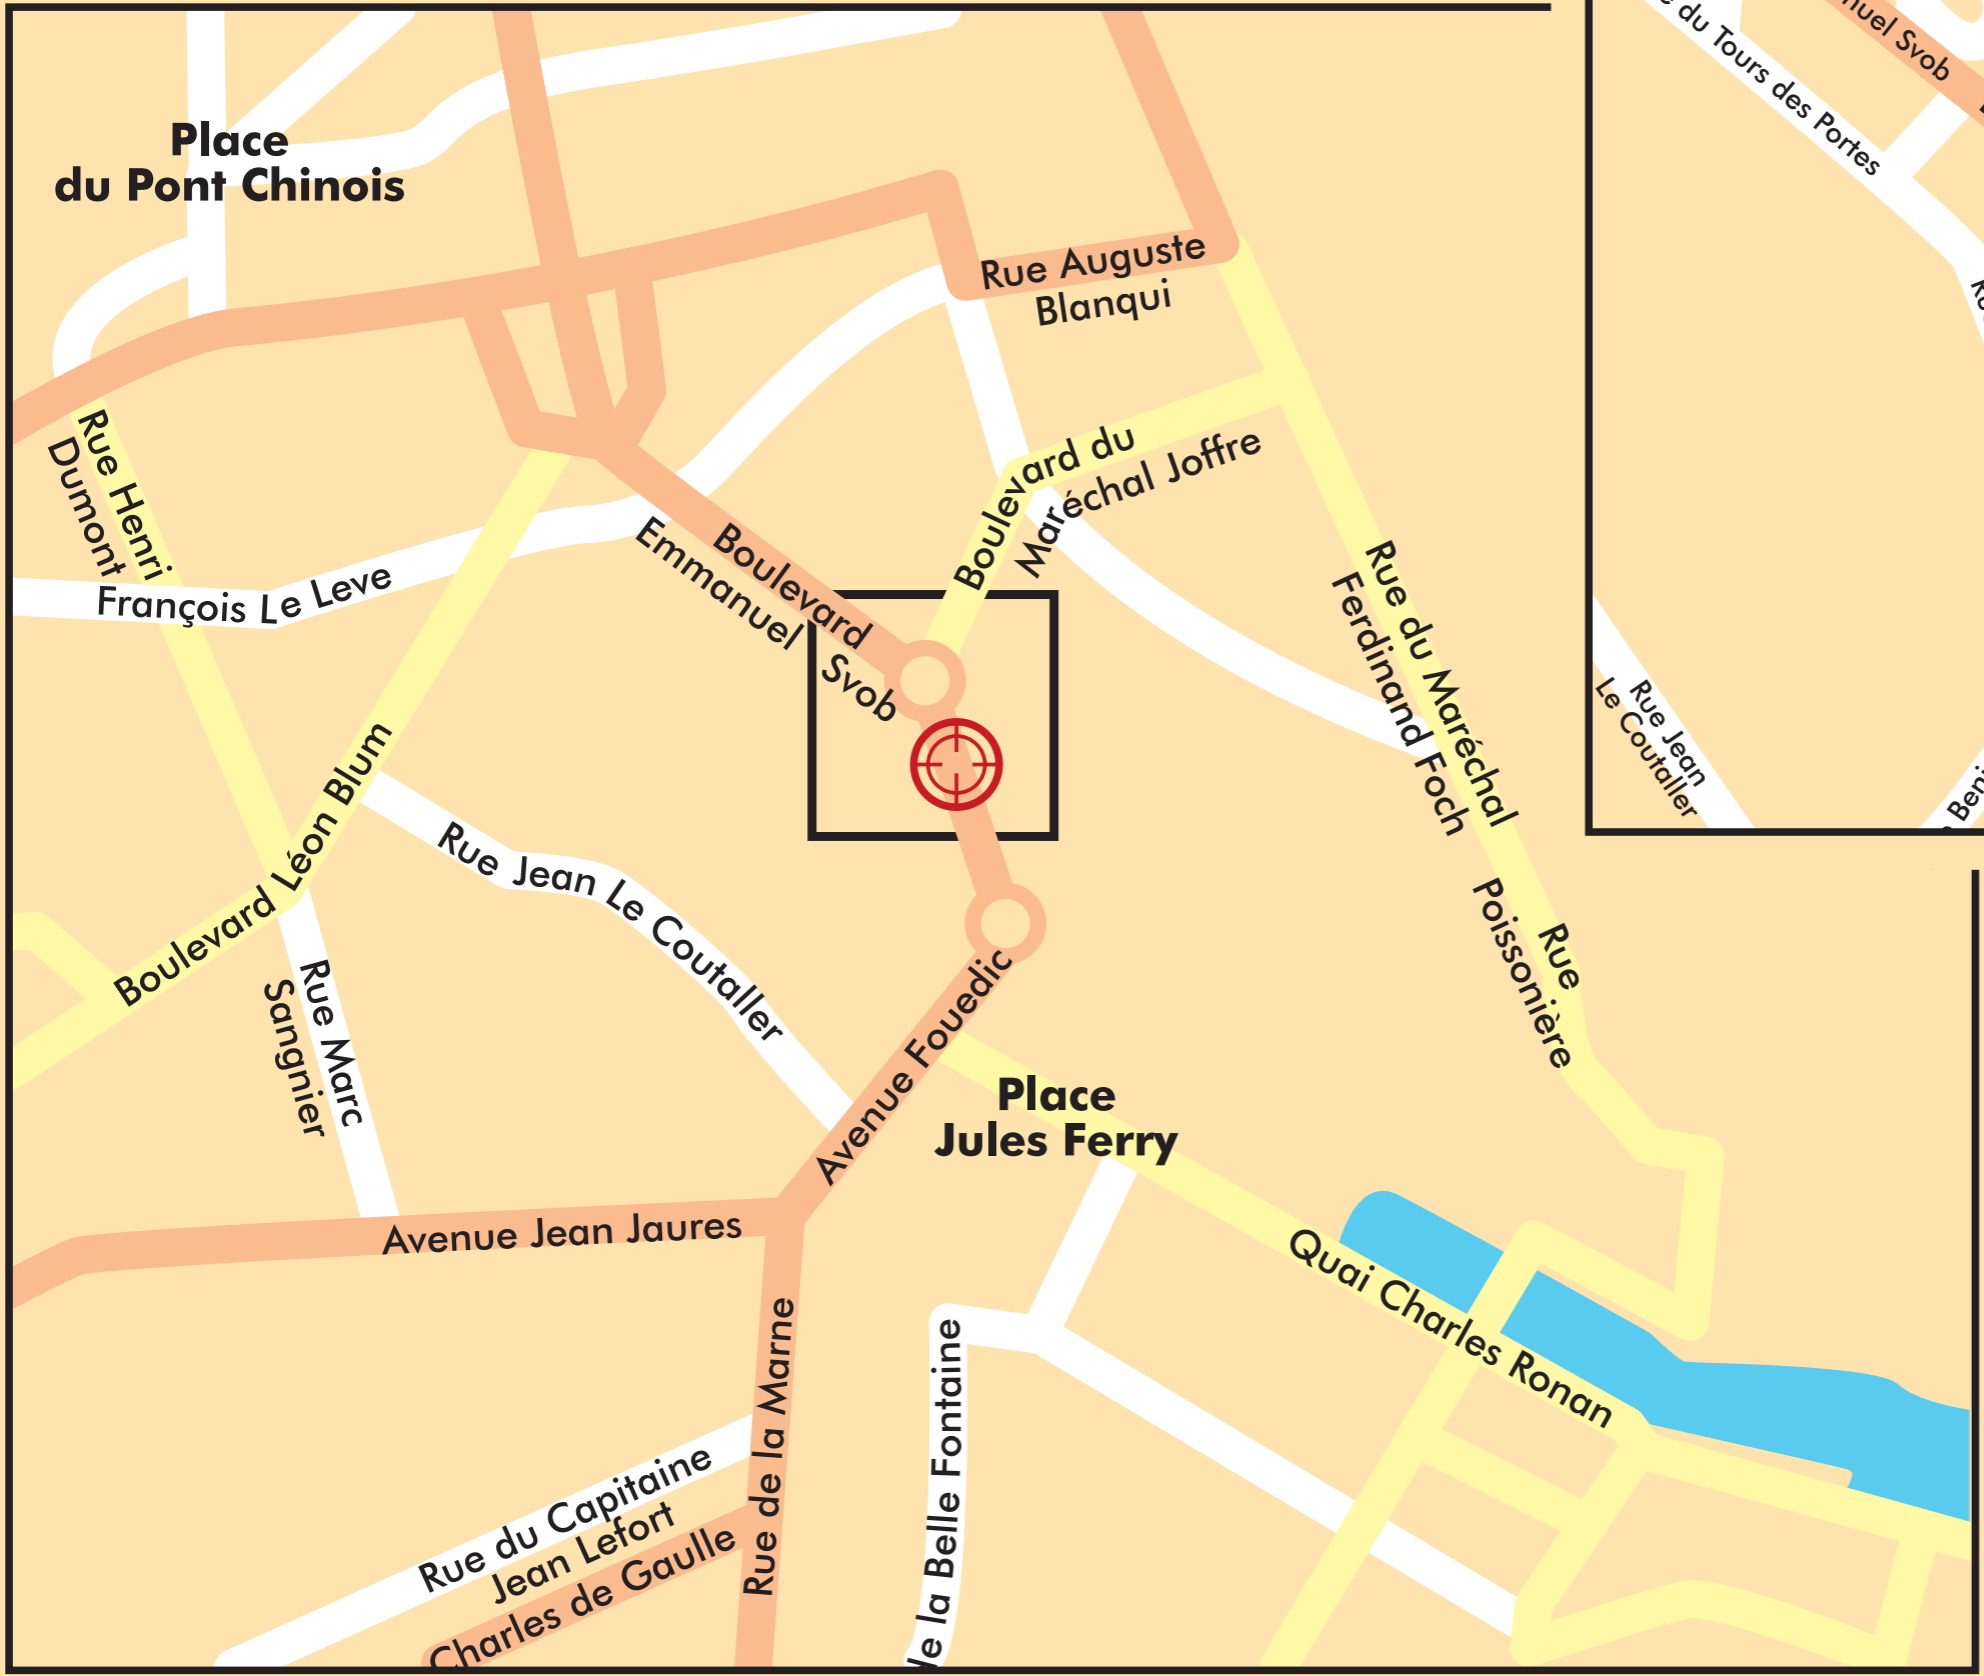 Place
du Pont Chinois
Rue Auguste
Blanqui
du Tours des Portes
Svob
Rue Henri
Dumont
François Le Leve
Boulevard
Emmanuel Svob
Boulevard du
Maréchal Joffre
Rue du Maréchal
Ferdinand Foch
Rue Jean
Le Coutaller
Boulevard Léon Blum
Rue Jean Le Coutaller
Rue Marc
Sangnier
Rue
Poissonière
Avenue Fouedic
Place
Jules Ferry
Avenue Jean Jaures
Quai Charles Ronan
Rue de la Marne
de la Belle Fontaine
Rue du Capitaine
Jean Lefort
Charles de Gaulle